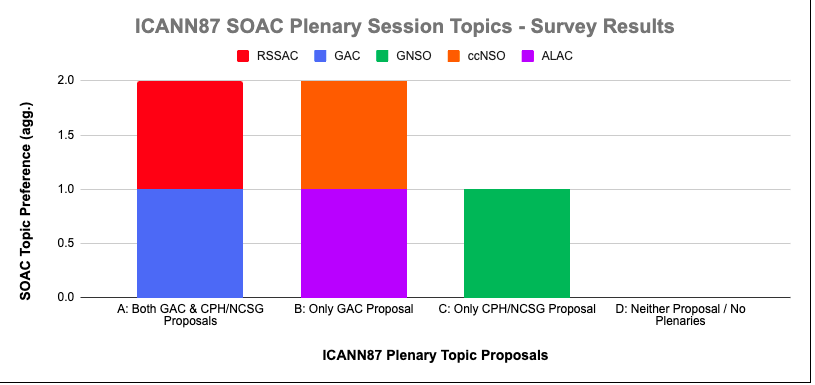 ICANN87 SOAC Plenary Session Topics - Survey Results
RSSAC GAC GNSO ccNSO ALAC
SOAC Topic Preference (agg.)
2.0
1.5
1.0
0.5
0.0
A: Both GAC & CPH/NCSG
Proposals
B: Only GAC Proposal
C: Only CPH/NCSG Proposal
D: Neither Proposal / No
Plenaries
ICANN87 Plenary Topic Proposals